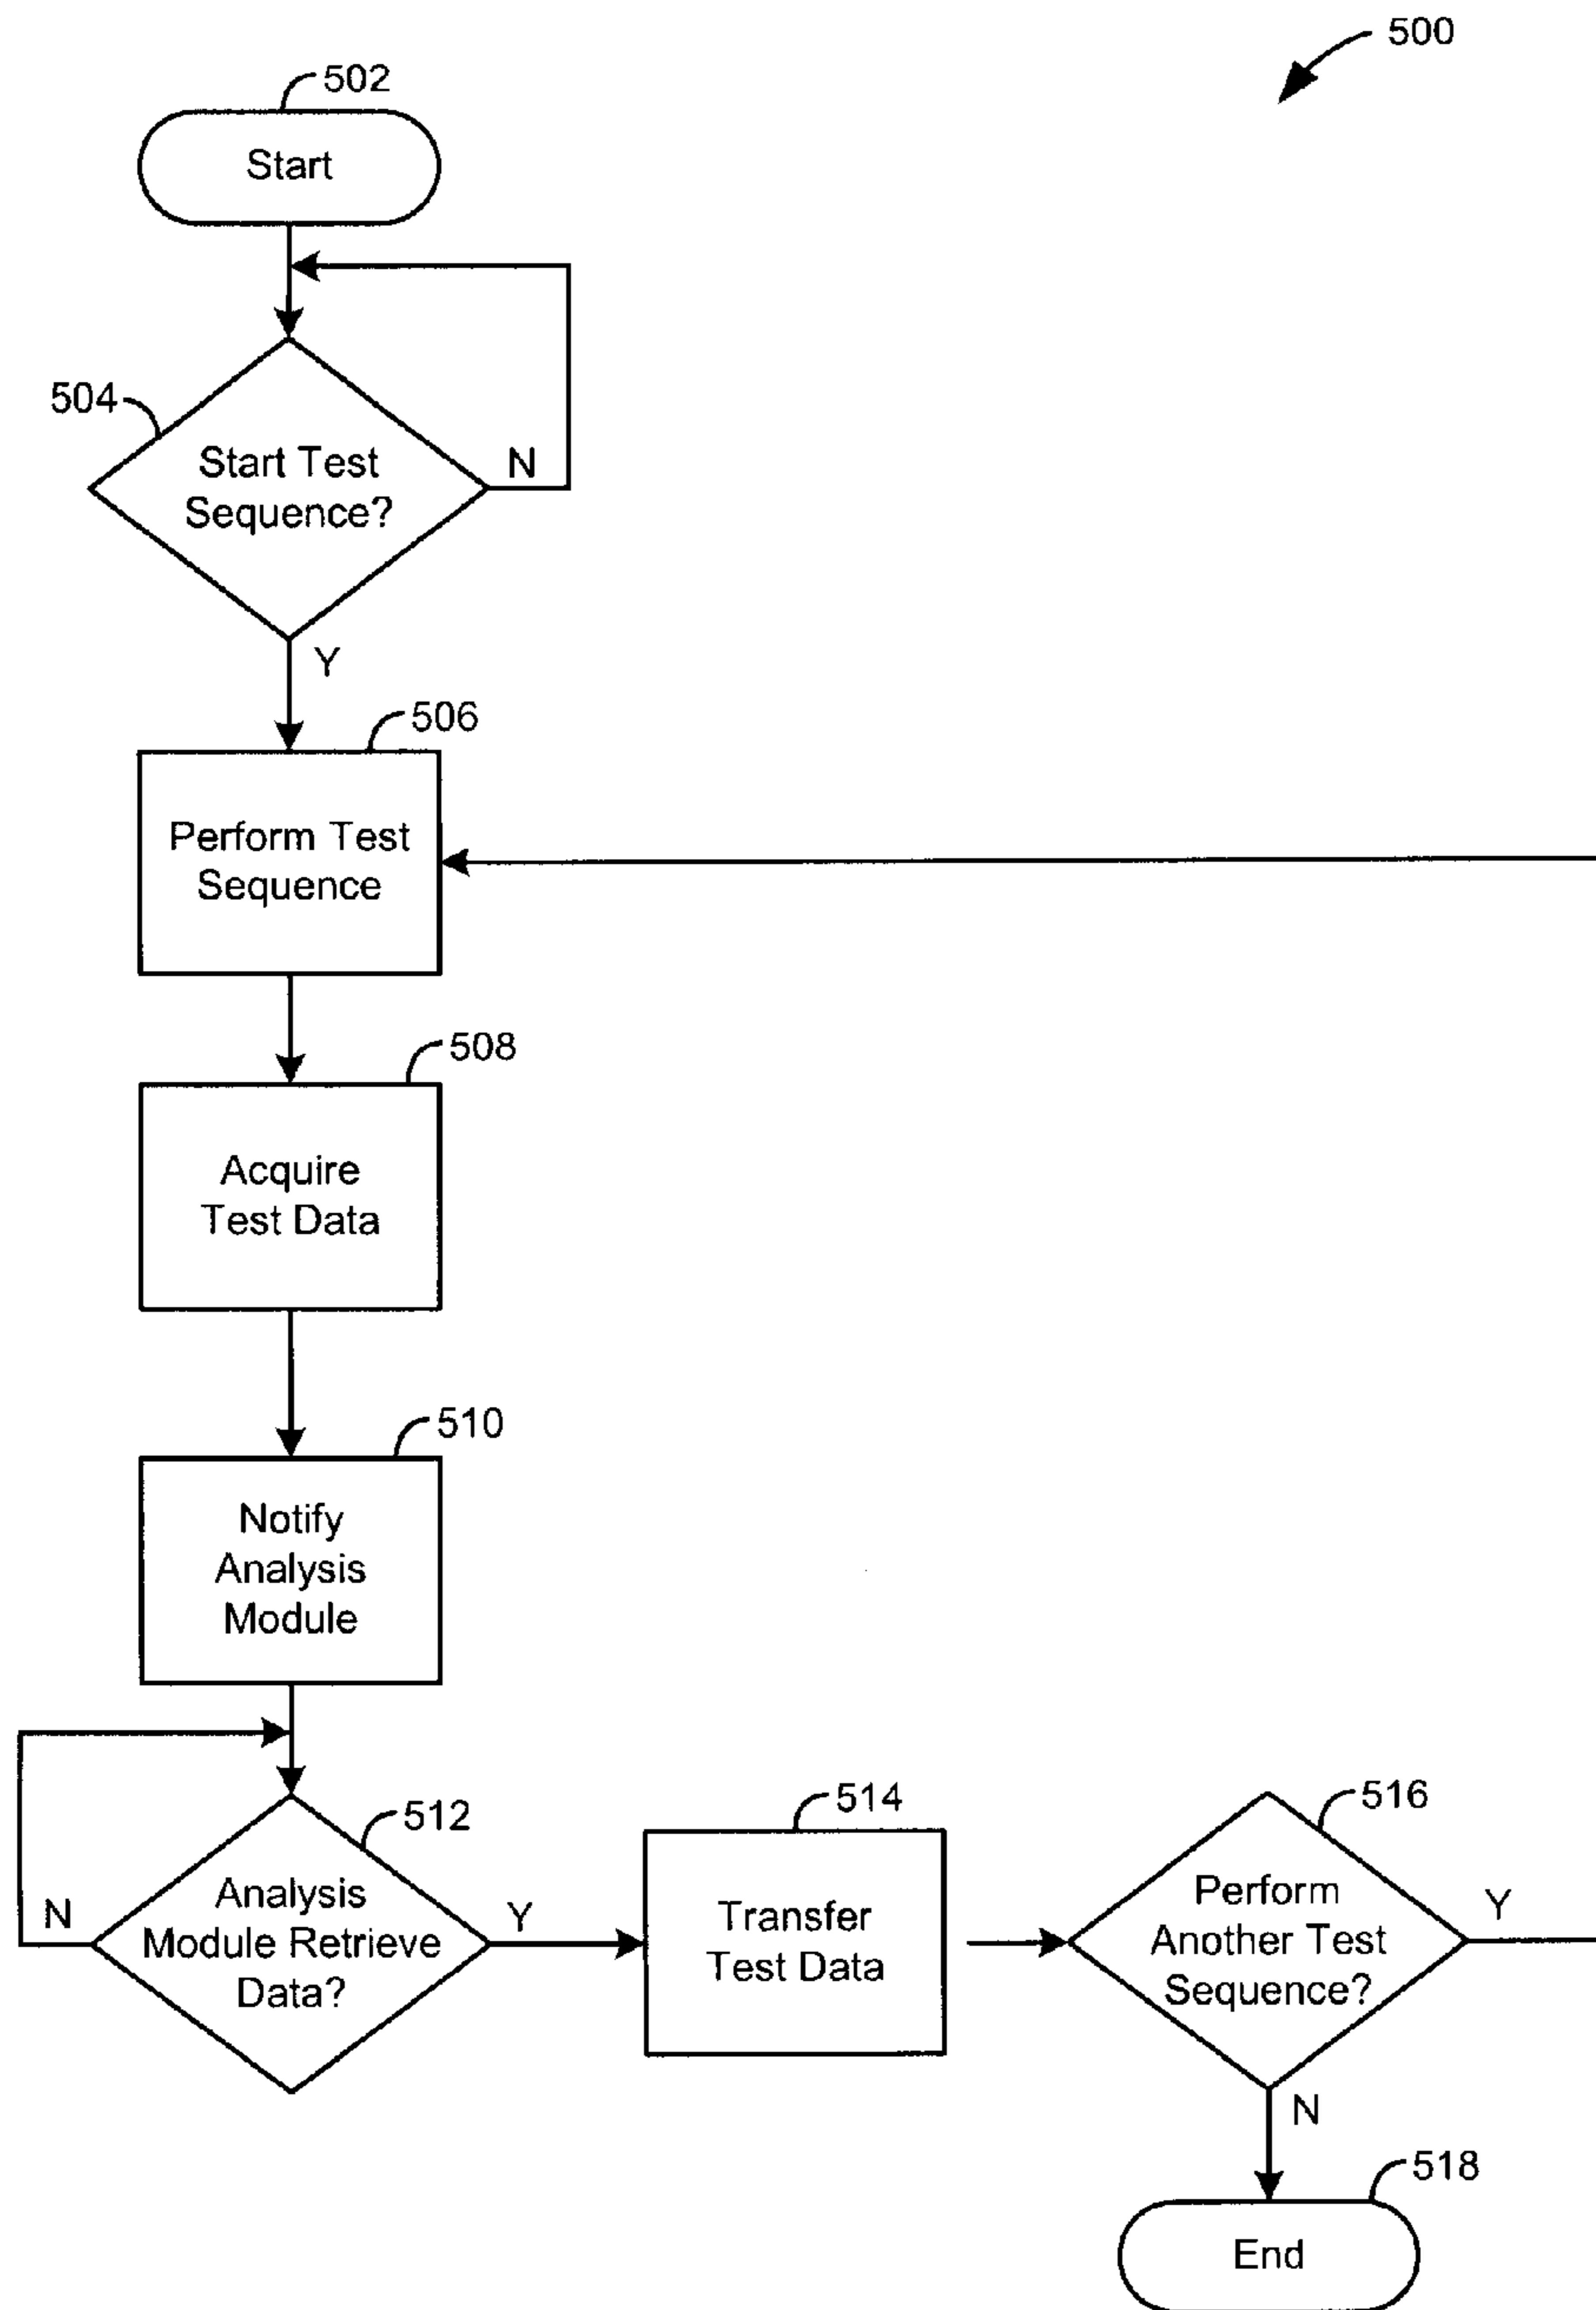 500
502
Start
504
Start Test
Sequence?
N
Y
506
Perform Test
Sequence
508
Acquire
Test Data
510
Notify
Analysis
Module
512
Analysis
Module Retrieve
Data?
N
Y
514
Transfer
Test Data
516
Perform
Another Test
Sequence?
Y
N
518
End